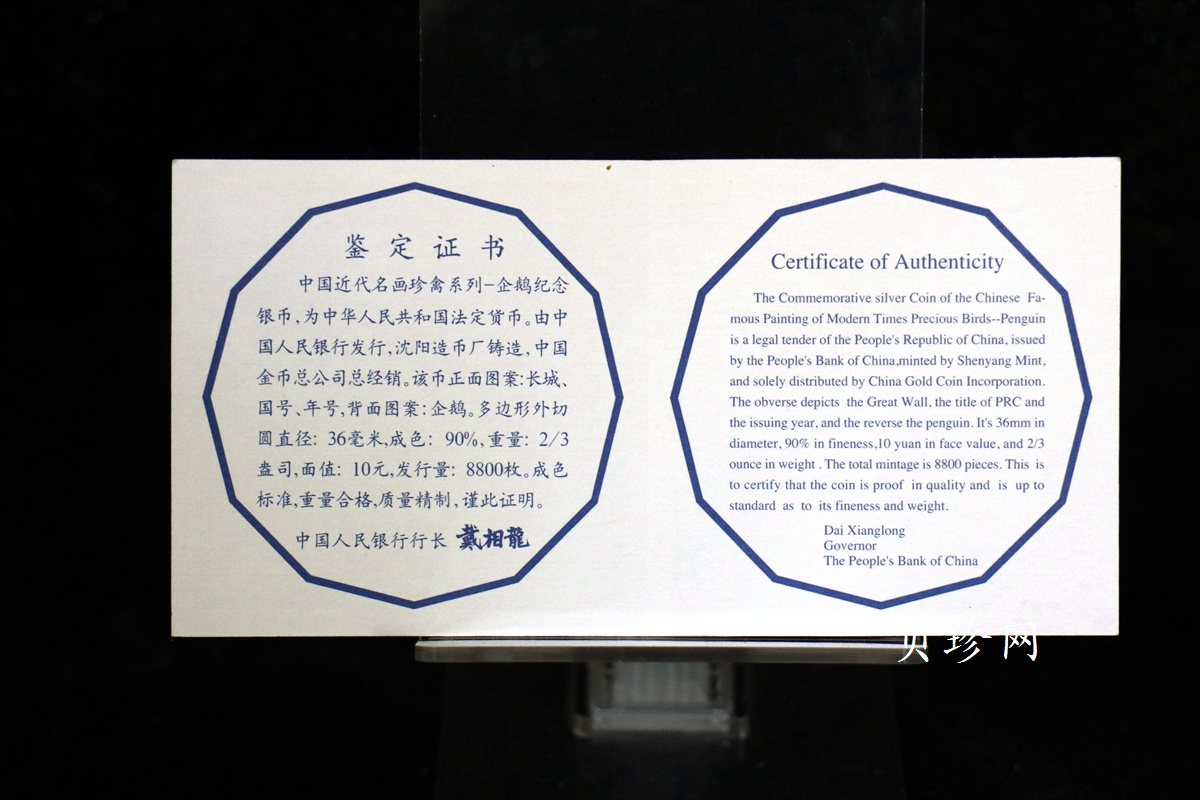 鉴定证书
中国近代名画珍禽系列-企鹅纪念
银币,为中华人民共和国法定货币。由中
国人民银行发行,沈阳造币厂铸造,中国
金币总公司总经销。该币正面图案:长城、
国号、年号,背面图案:企鹅。多边形外切
圆直径: 36毫米,成色: 90%,重量: 2/3
盎司,面值: 10元,发行量: 8800枚。成色
标准,重量合格,质量精制,谨此证明。
中国人民银行行长 戴相龍
Certificate of Authenticity
The Commemorative silver Coin of the Chinese Fa-
mous Painting of Modern Times Precious Birds--Penguin
is a legal tender of the People's Republic of China, issued
by the People's Bank of China,minted by Shenyang Mint,
and solely distributed by China Gold Coin Incorporation.
The obverse depicts the Great Wall, the title of PRC and
the issuing year, and the reverse the penguin. It's 36mm in
diameter, 90% in fineness,10 yuan in face value, and 2/3
ounce in weight . The total mintage is 8800 pieces. This is
to certify that the coin is proof in quality and is up to
standard as to its fineness and weight.
Dai Xianglong
Governor
The People's Bank of China
贝珍网